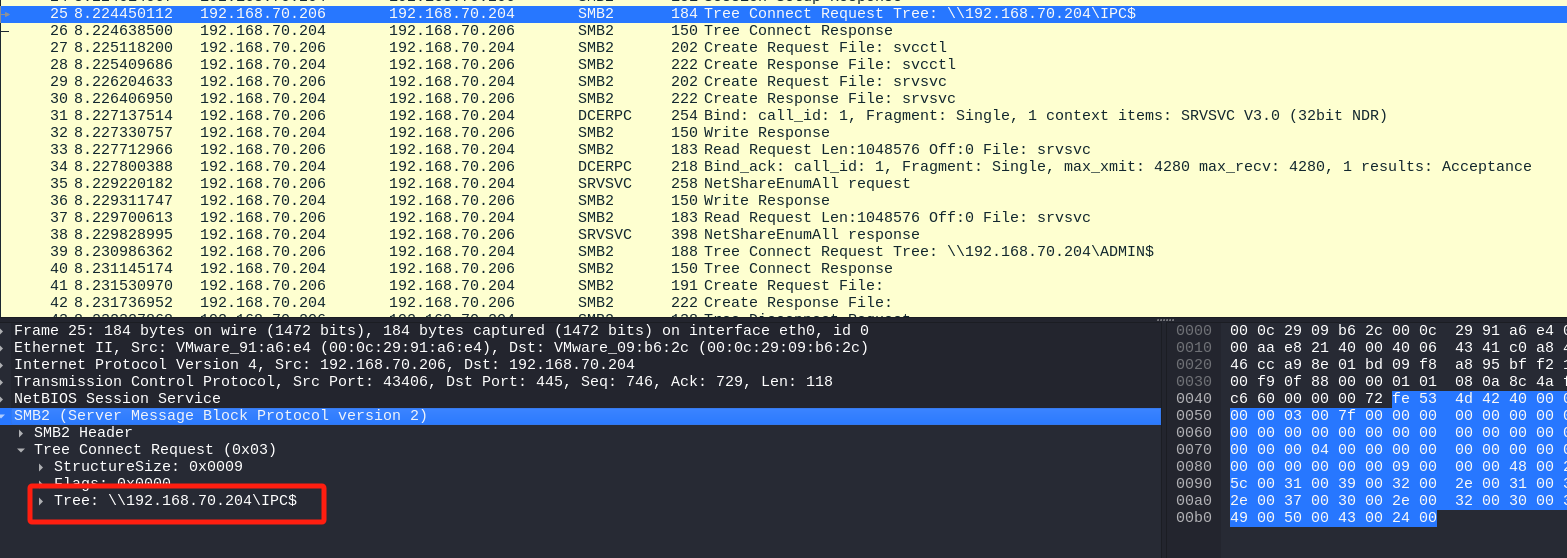 25 8.224450112 192.168.70.206 192.168.70.204 SMB2 184 Tree Connect Request Tree: \\192.168.70.204\IPC$
26 8.224638500 192.168.70.204 192.168.70.206 SMB2 150 Tree Connect Response
27 8.225118200 192.168.70.206 192.168.70.204 SMB2 202 Create Request File: svcctl
28 8.225409686 192.168.70.204 192.168.70.206 SMB2 222 Create Response File: svcctl
29 8.226204633 192.168.70.206 192.168.70.204 SMB2 202 Create Request File: srvsvc
30 8.226406950 192.168.70.204 192.168.70.206 SMB2 222 Create Response File: srvsvc
31 8.227137514 192.168.70.206 192.168.70.204 DCERPC 254 Bind: call_id: 1, Fragment: Single, 1 context items: SRVSVC V3.0 (32bit NDR)
32 8.227330757 192.168.70.204 192.168.70.206 SMB2 150 Write Response
33 8.227712966 192.168.70.206 192.168.70.204 SMB2 183 Read Request Len:1048576 Off:0 File: srvsvc
34 8.227800388 192.168.70.204 192.168.70.206 DCERPC 218 Bind_ack: call_id: 1, Fragment: Single, max_xmit: 4280 max_recv: 4280, 1 results: Acceptance
35 8.229220182 192.168.70.206 192.168.70.204 SRVSVC 258 NetShareEnumAll request
36 8.229311747 192.168.70.204 192.168.70.206 SMB2 150 Write Response
37 8.229700613 192.168.70.206 192.168.70.204 SMB2 183 Read Request Len:1048576 Off:0 File: srvsvc
38 8.229828995 192.168.70.204 192.168.70.206 SRVSVC 398 NetShareEnumAll response
39 8.230986362 192.168.70.206 192.168.70.204 SMB2 188 Tree Connect Request Tree: \\192.168.70.204\ADMIN$
40 8.231145174 192.168.70.204 192.168.70.206 SMB2 150 Tree Connect Response
41 8.231530970 192.168.70.206 192.168.70.204 SMB2 191 Create Request File:
42 8.231736952 192.168.70.204 192.168.70.206 SMB2 222 Create Response File:
Frame 25: 184 bytes on wire (1472 bits), 184 bytes captured (1472 bits) on interface eth0, id 0
Ethernet II, Src: VMware_91:a6:e4 (00:0c:29:91:a6:e4), Dst: VMware_09:b6:2c (00:0c:29:09:b6:2c)
Internet Protocol Version 4, Src: 192.168.70.206, Dst: 192.168.70.204
Transmission Control Protocol, Src Port: 43406, Dst Port: 445, Seq: 746, Ack: 729, Len: 118
NetBIOS Session Service
SMB2 (Server Message Block Protocol version 2)
SMB2 Header
Tree Connect Request (0x03)
StructureSize: 0x0009
Flags: 0x0000
Tree: \\192.168.70.204\IPC$
0000 00 0c 29 09 b6 2c 00 0c 29 91 a6 e4
0010 00 aa e8 21 40 00 40 06 43 41 c0 a8
0020 46 cc a9 8e 01 bd 09 f8 a8 95 bf f2
0030 00 f9 0f 88 00 00 01 01 08 0a 8c 4a
0040 c6 60 00 00 00 72 fe 53 4d 42 40 00
0050 00 00 03 00 7f 00 00 00 00 00 00 00
0060 00 00 00 00 00 00 00 00 00 00 00 00
0070 00 00 00 04 00 00 00 00 00 00 00 00
0080 00 00 00 00 00 00 09 00 00 00 48 00
0090 5c 00 31 00 39 00 32 00 2e 00 31 00
00a0 2e 00 37 00 30 00 2e 00 32 00 30 00
00b0 49 00 50 00 43 00 24 00